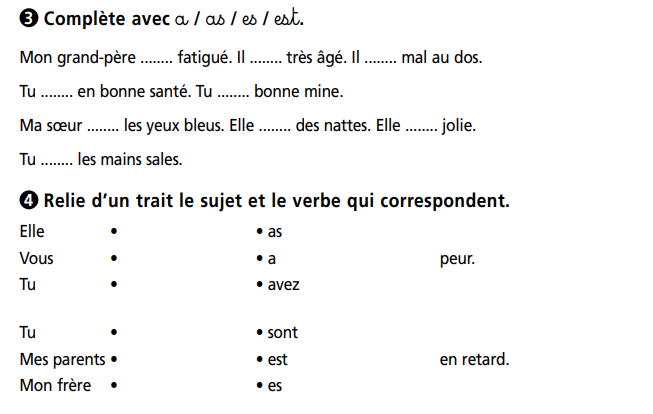 ❸ Complète avec a / as / es / est.
Mon grand-père ........ fatigué. Il ........ très âgé. Il ........ mal au dos.
Tu ........ en bonne santé. Tu ........ bonne mine.
Ma sœur ........ les yeux bleus. Elle ........ des nattes. Elle ........ jolie.
Tu ........ les mains sales.
❹ Relie d’un trait le sujet et le verbe qui correspondent.
Elle • • as
Vous • • a peur.
Tu • • avez
Tu • • sont
Mes parents • • est en retard.
Mon frère • • es